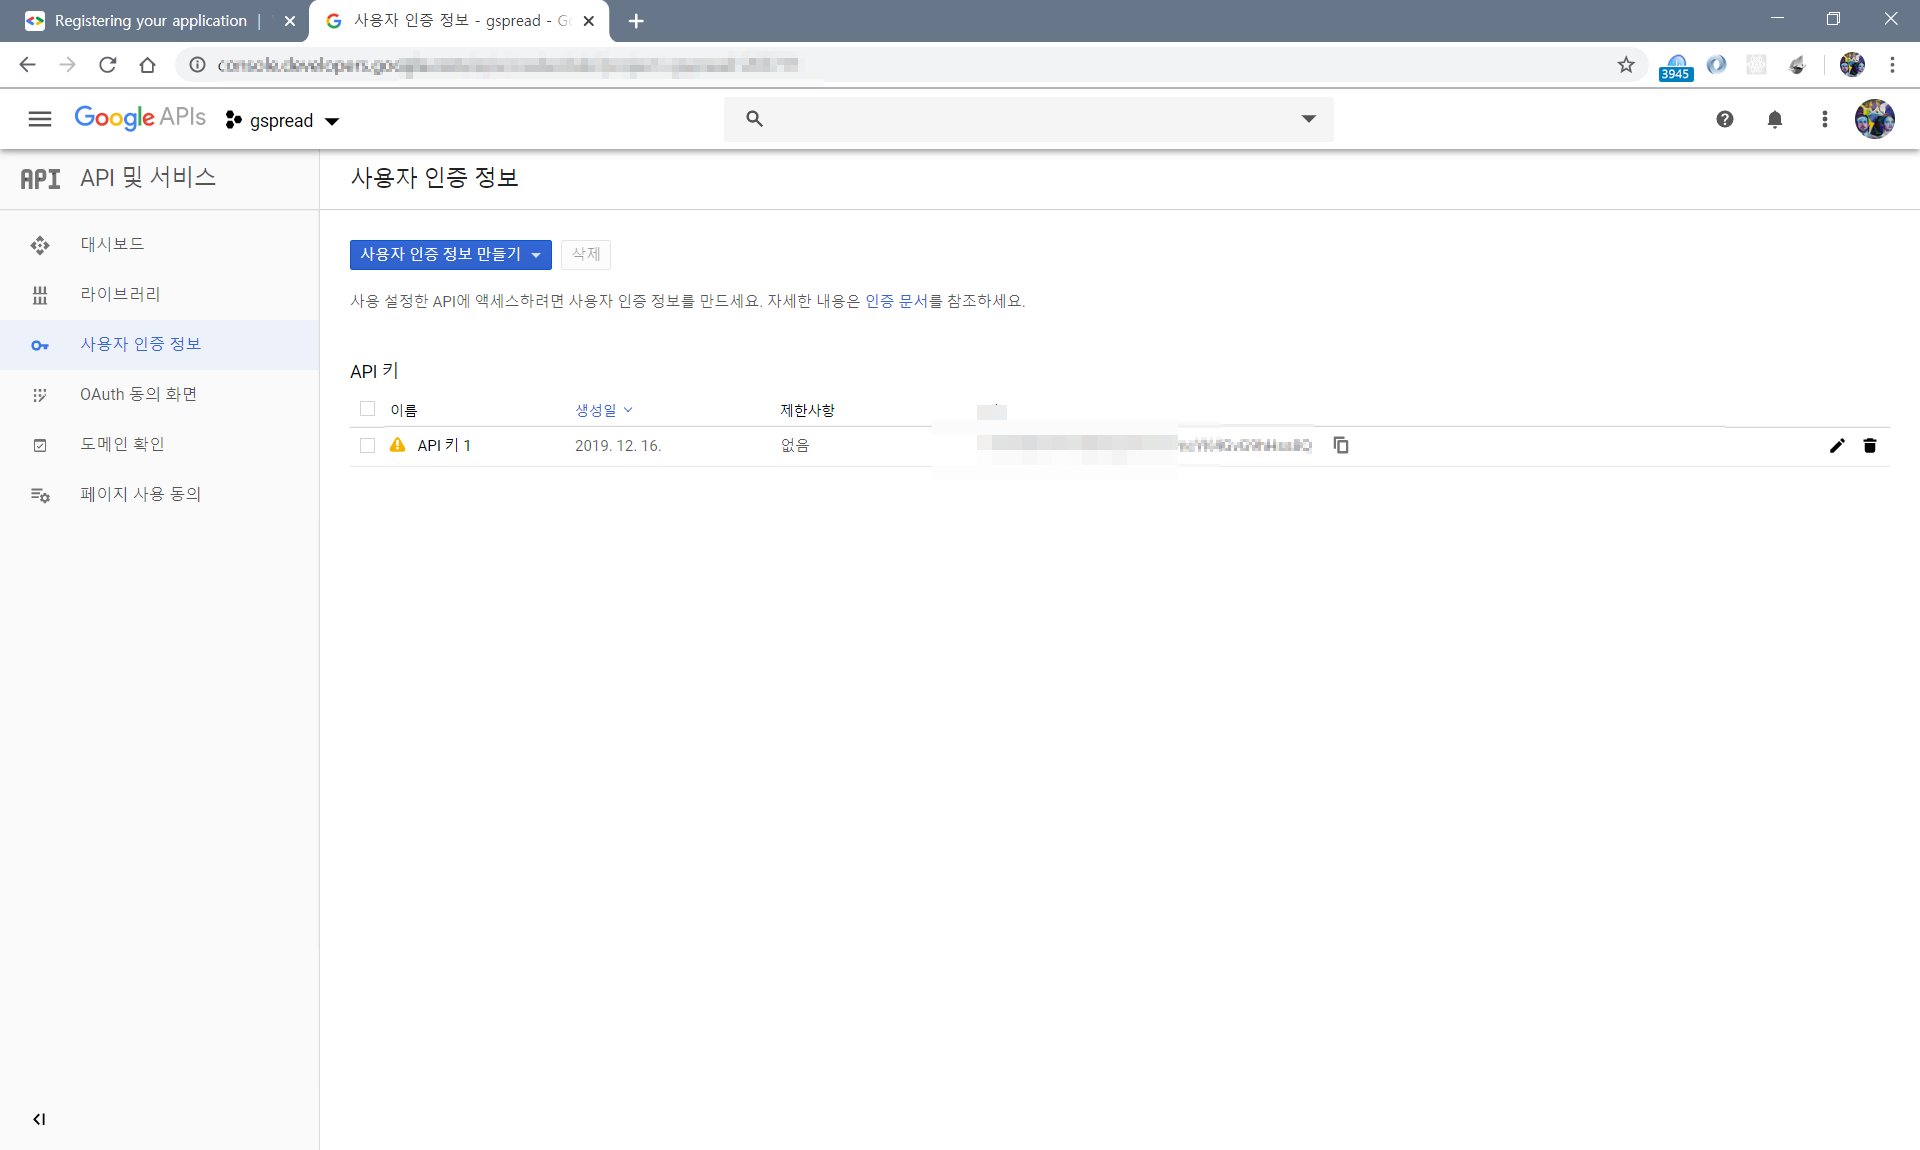 Registering your application |
사용자 인증 정보 - gspread - Go
3945
Google APIs
gspread
API API 및 서비스
사용자 인증 정보
대시보드
라이브러리
사용자 인증 정보
OAuth 동의 화면
도메인 확인
페이지 사용 동의
사용자 인증 정보 만들기
삭제
사용 설정한 API에 액세스하려면 사용자 인증 정보를 만드세요. 자세한 내용은 인증 문서를 참조하세요.
API 키
이름 생성일 제한사항
API 키 1 2019. 12. 16. 없음